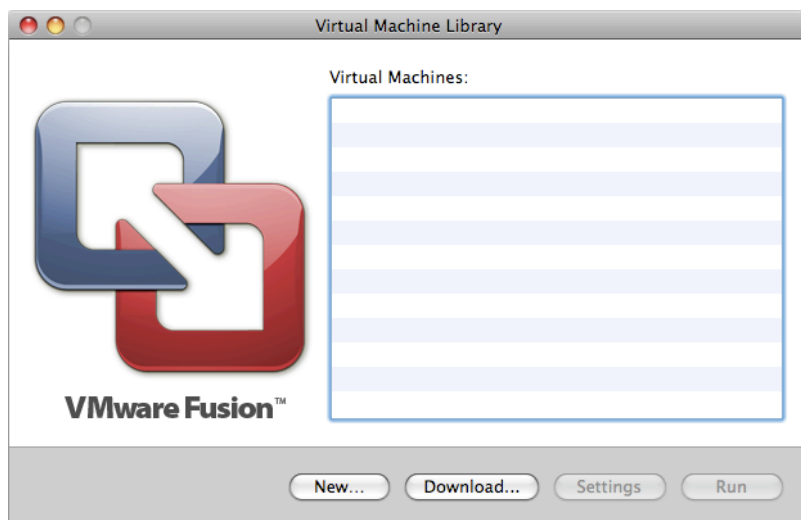 Virtual Machine Library
Virtual Machines:
VMware Fusion™
New... Download... Settings Run